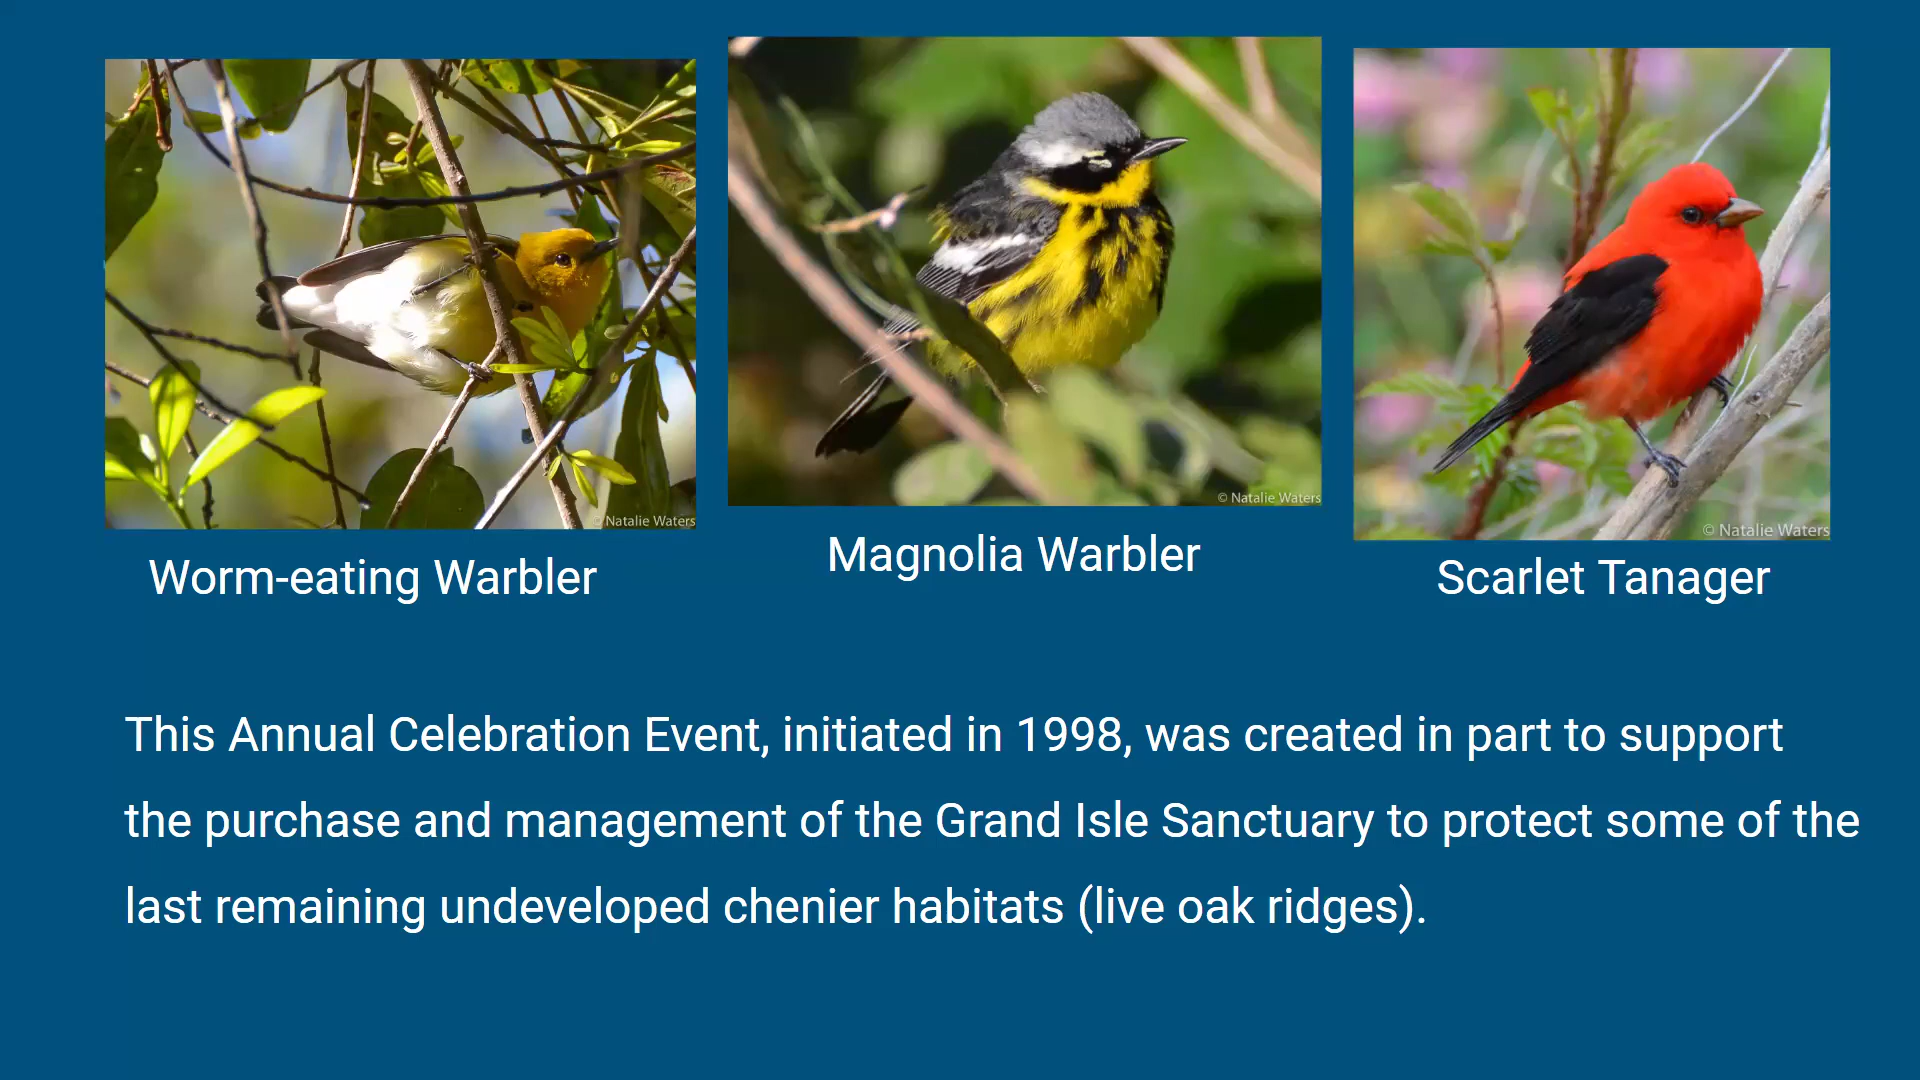 © Natalie Waters
© Natalie Waters
© Natalie Waters
Worm-eating Warbler
Magnolia Warbler
Scarlet Tanager
This Annual Celebration Event, initiated in 1998, was created in part to support
the purchase and management of the Grand Isle Sanctuary to protect some of the
last remaining undeveloped chenier habitats (live oak ridges).